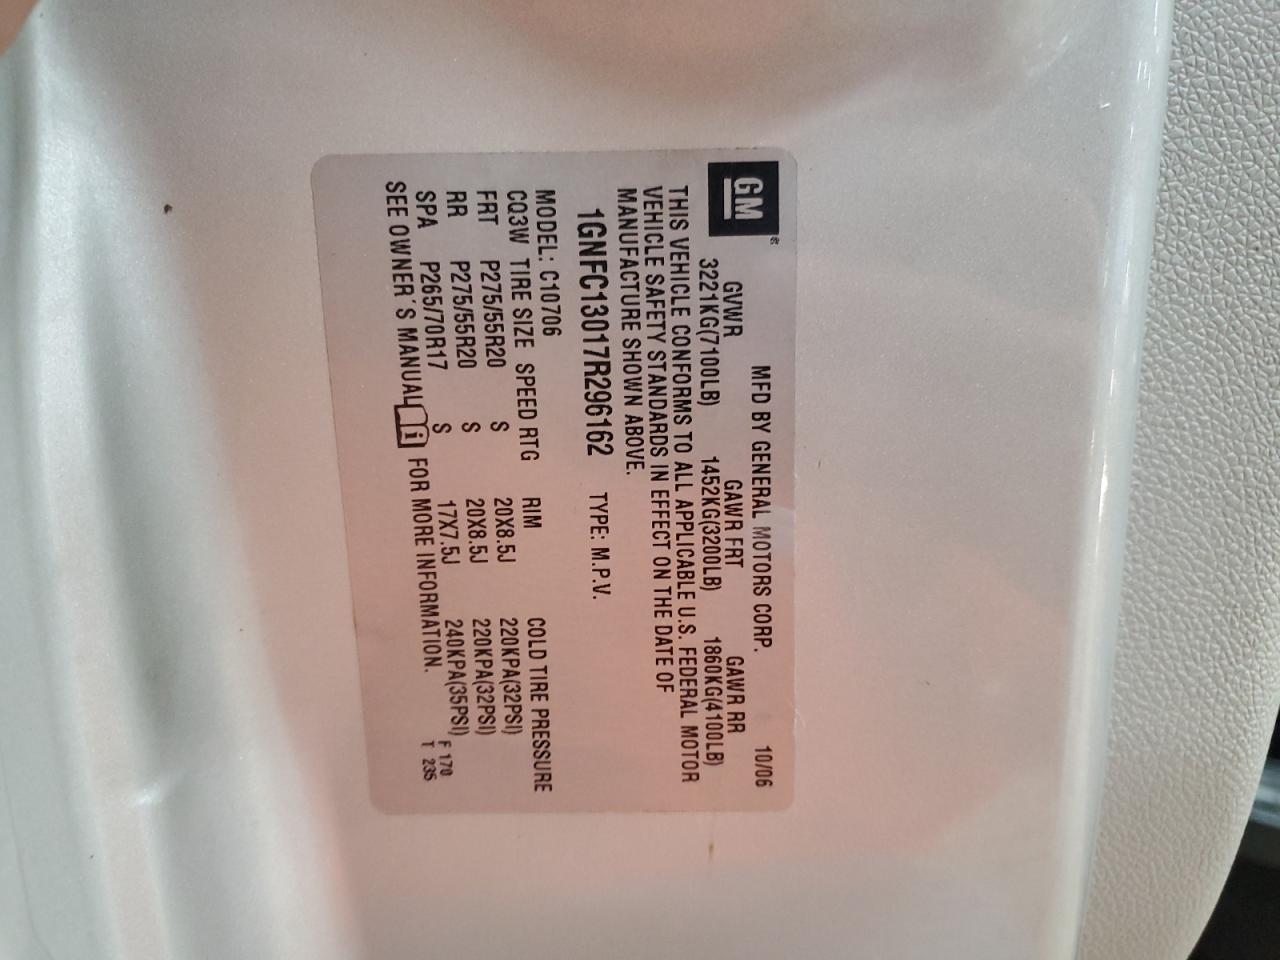 GM®
MFD BY GENERAL MOTORS CORP. 10/06
GVWR GAWR FRT GAWR RR
3221KG(7100LB) 1452KG(3200LB) 1860KG(4100LB)
THIS VEHICLE CONFORMS TO ALL APPLICABLE U.S. FEDERAL MOTOR
VEHICLE SAFETY STANDARDS IN EFFECT ON THE DATE OF
MANUFACTURE SHOWN ABOVE.
1GNFC13017R296162 TYPE: M.P.V.
MODEL: C10706
CQ3W TIRE SIZE SPEED RTG RIM COLD TIRE PRESSURE
FRT P275/55R20 S 20X8.5J 220KPA(32PSI)
RR P275/55R20 S 20X8.5J 220KPA(32PSI)
SPA P265/70R17 S 17X7.5J 240KPA(35PSI) F 170
SEE OWNER'S MANUAL i FOR MORE INFORMATION. T 235